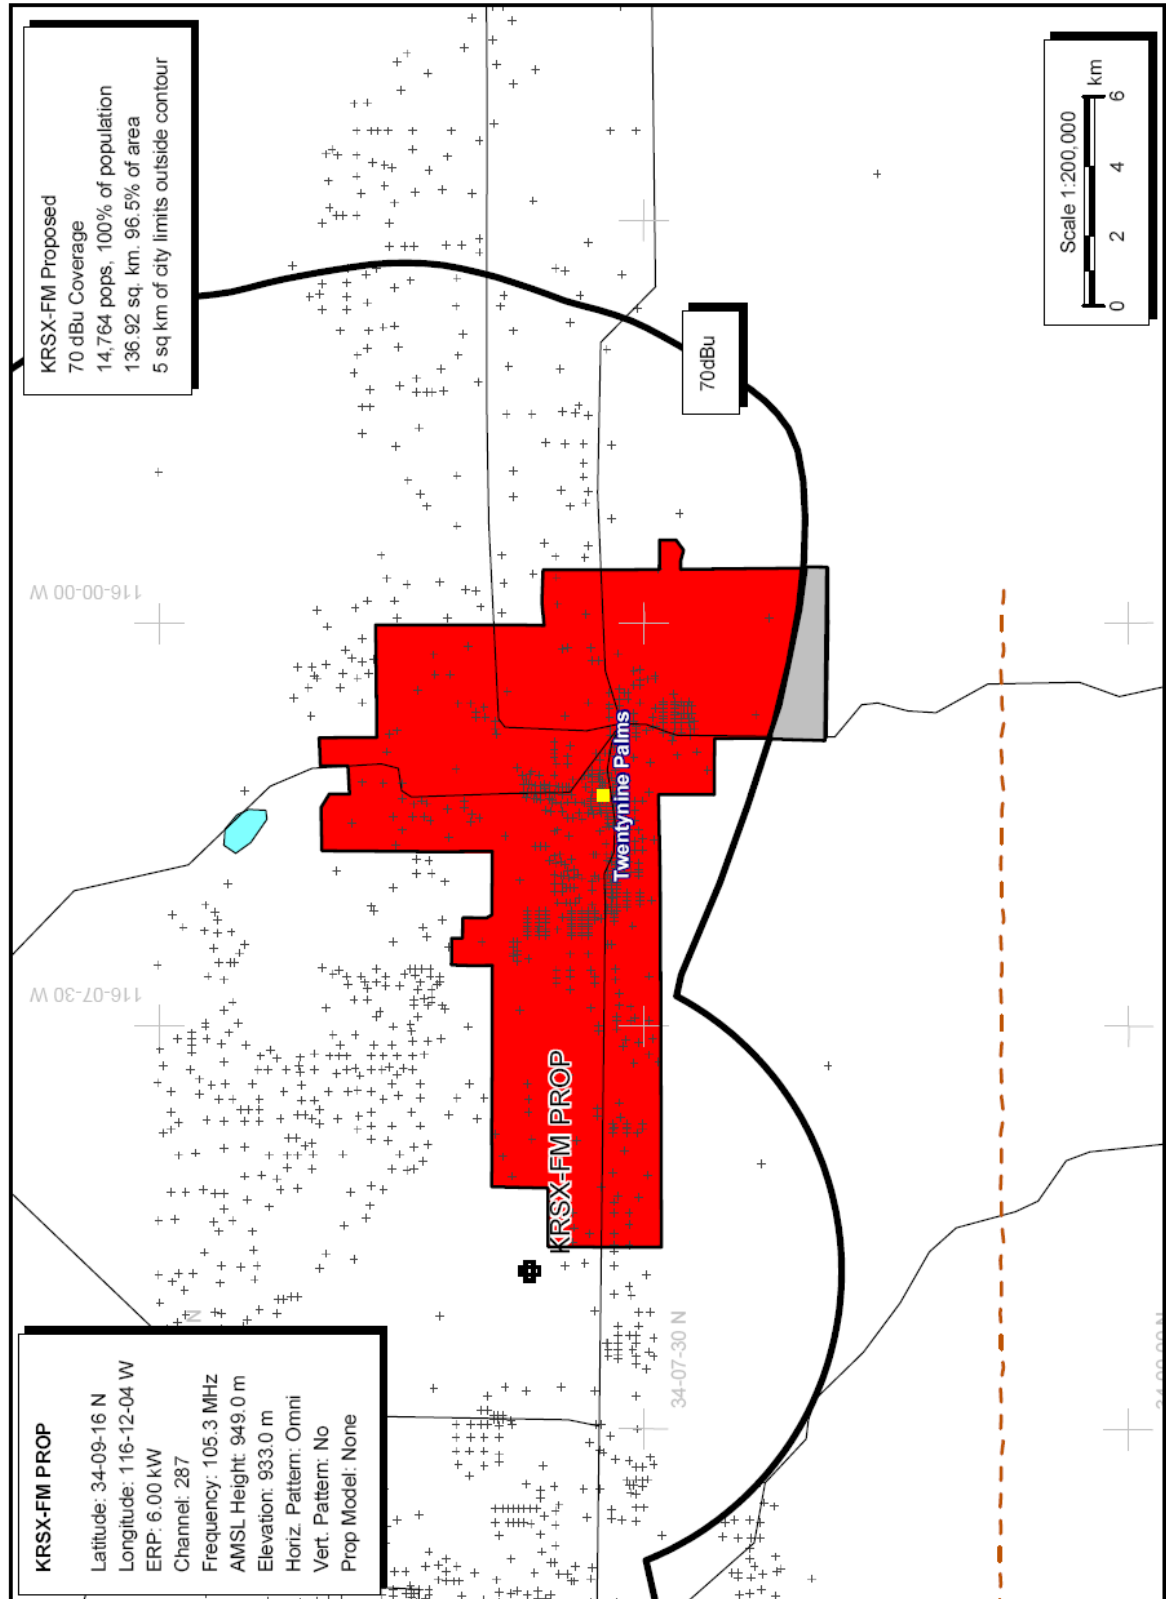 KRSX-FM Proposed
70 dBu Coverage
14,764 pops, 100% of population
136.92 sq. km. 96.5% of area
5 sq km of city limits outside contour
Scale 1:200,000
km
0 2 4 6
70dBu
116-00-00 W
116-07-30 W
Twentynine Palms
KRSX-FM PROP
N
34-07-30 N
KRSX-FM PROP
Latitude: 34-09-16 N
Longitude: 116-12-04 W
ERP: 6.00 kW
Channel: 287
Frequency: 105.3 MHz
AMSL Height: 949.0 m
Elevation: 933.0 m
Horiz. Pattern: Omni
Vert. Pattern: No
Prop Model: None